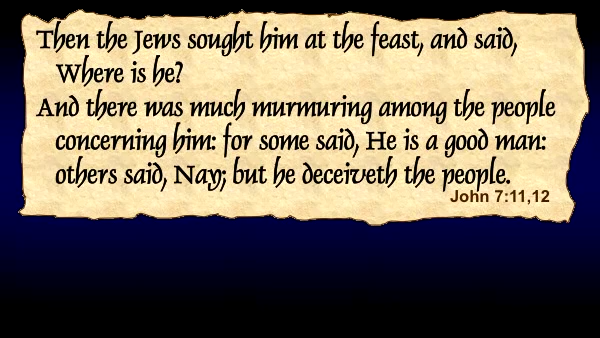 Then the Jews sought him at the feast, and said,
Where is he?
And there was much murmuring among the people
concerning him: for some said, He is a good man:
others said, Nay; but he deceiveth the people.
John 7:11,12